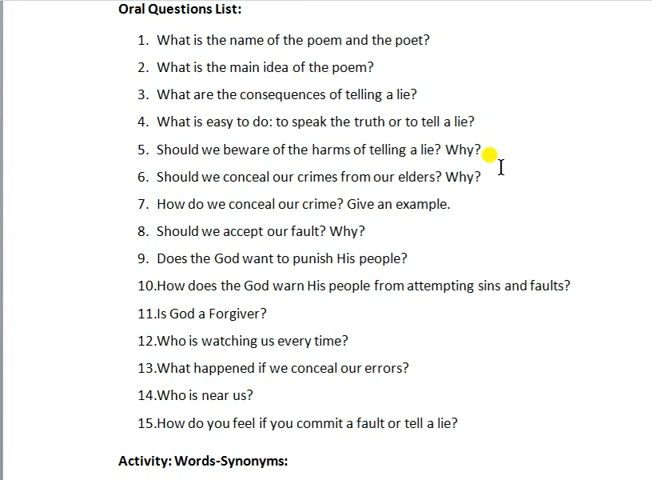 Oral Questions List:
1. What is the name of the poem and the poet?
2. What is the main idea of the poem?
3. What are the consequences of telling a lie?
4. What is easy to do: to speak the truth or to tell a lie?
5. Should we beware of the harms of telling a lie? Why?
6. Should we conceal our crimes from our elders? Why?
7. How do we conceal our crime? Give an example.
8. Should we accept our fault? Why?
9. Does the God want to punish His people?
10.How does the God warn His people from attempting sins and faults?
11.Is God a Forgiver?
12.Who is watching us every time?
13.What happened if we conceal our errors?
14.Who is near us?
15.How do you feel if you commit a fault or tell a lie?
Activity: Words-Synonyms: